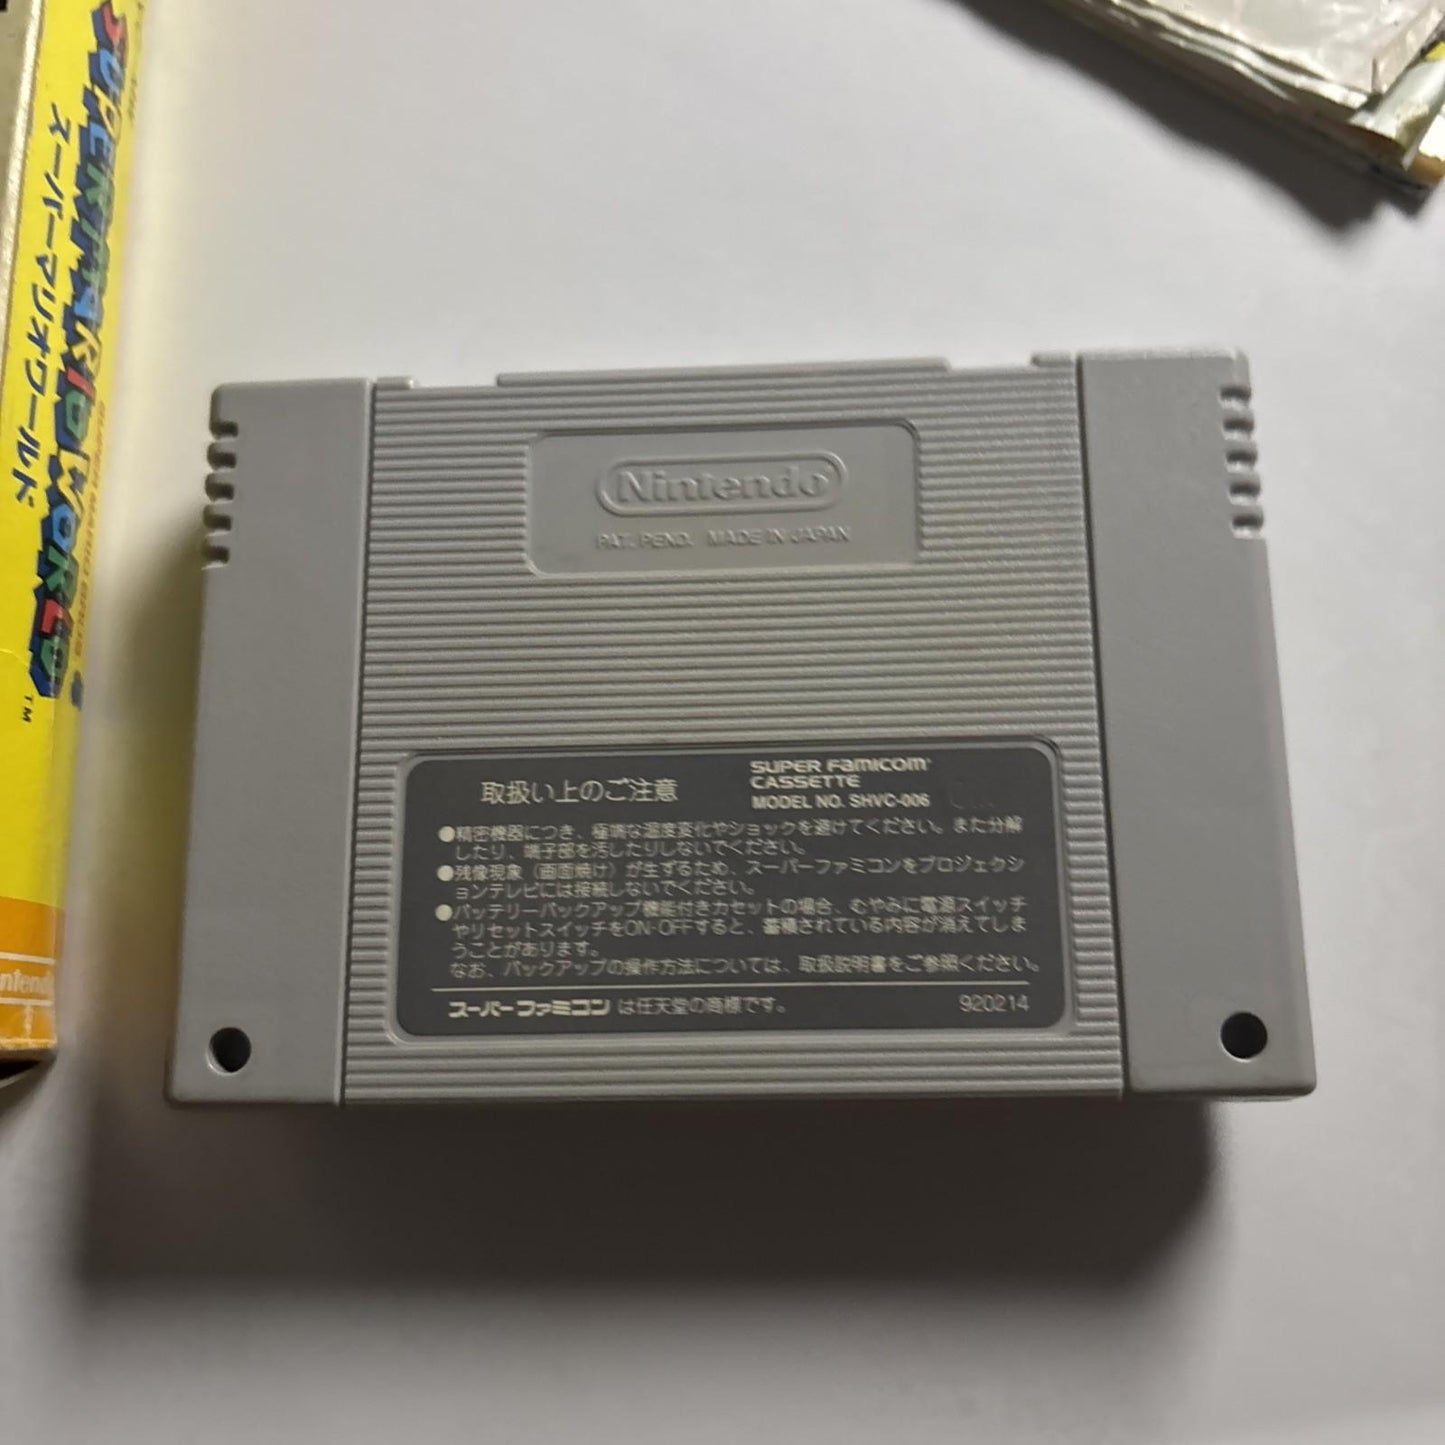 SUPER MARIO WORLD
スーパーマリオワールド
TM
SUPER MARIO BROS. 4
Nintendo
Nintendo
PAT. PEND. MADE IN JAPAN
取扱い上のご注意
SUPER Famicom
CASSETTE
MODEL NO. SHVC-006
●精密機器につき、極端な温度変化やショックを避けてください。また分解
したり、端子部を汚したりしないでください。
●残像現象（画面焼け）が生ずるため、スーパーファミコンをプロジェクシ
ョンテレビには接続しないでください。
●バッテリーバックアップ機能付きカセットの場合、むやみに電源スイッチ
やリセットスイッチをON-OFFすると、蓄積されている内容が消えてしま
うことがあります。
なお、バックアップの操作方法については、取扱説明書をご参照ください。
スーパーファミコン は任天堂の商標です。
920214